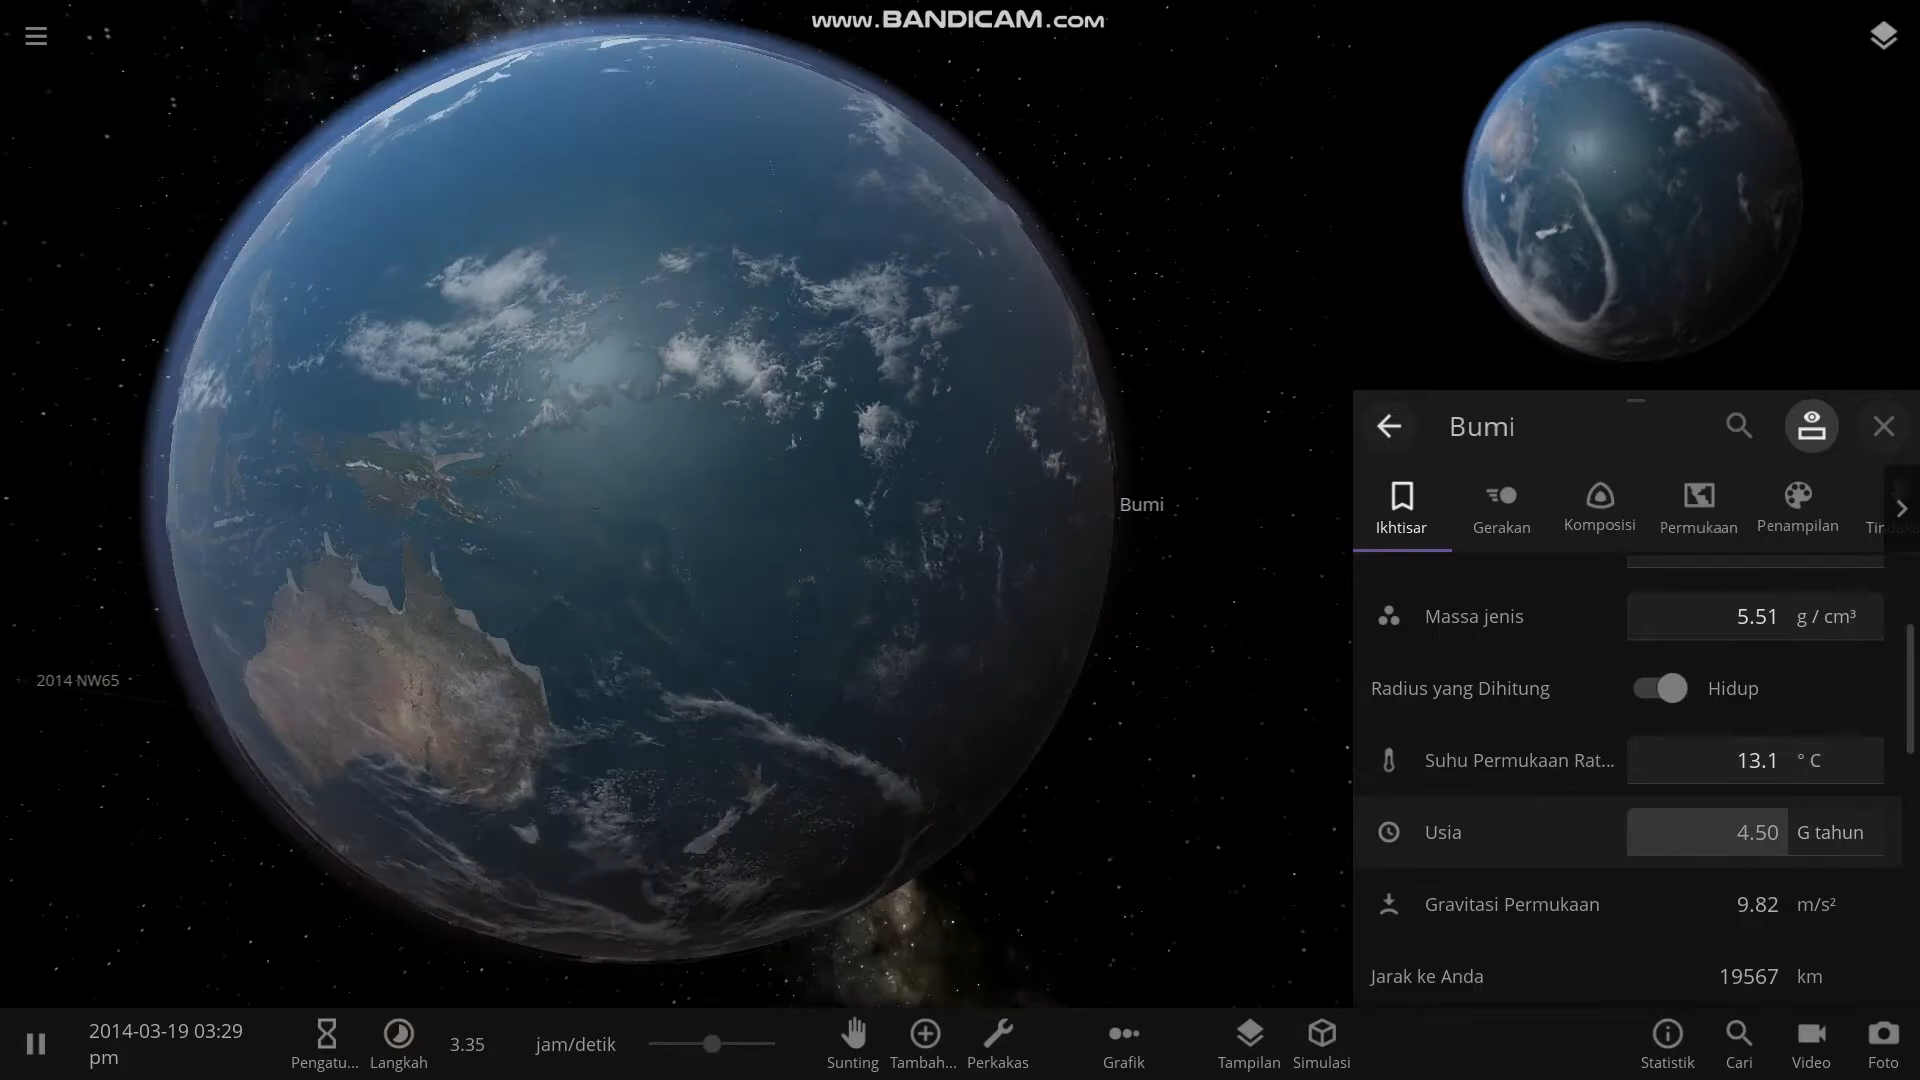 www.BANDICAM.com
Bumi
Ikhtisar
Gerakan
Komposisi
Permukaan
Penampilan
Massa jenis 5.51 g / cm³
Radius yang Dihitung Hidup
Suhu Permukaan Rat... 13.1 ° C
Usia 4.50 G tahun
Gravitasi Permukaan 9.82 m/s²
Jarak ke Anda 19567 km
Bumi
2014 NW65
2014-03-19 03:29
pm
Pengatu...
Langkah
3.35 jam/detik
Sunting
Tambah...
Perkakas
Grafik
Tampilan
Simulasi
Statistik
Cari
Video
Foto